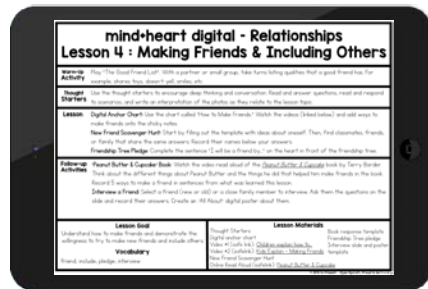 mind+heart digital - Relationships
Lesson 4 : Making Friends & Including Others
Warm-Up
Activity
Play "The Good Friend List". With a partner or small group, take turns listing qualities that a good friend has. For
example, shares toys, doesn't yell, smiles, etc.
Thought
Starters
Use the thought starters to encourage deep thinking and conversation. Read and answer questions, read and respond
to scenarios, and write an interpretation of the photos as they relate to the lesson topic.
Lesson
Digital Anchor Chart: Use the chart called "How to Make Friends". Watch the videos (linked below) and add ways to
make friends onto the sticky notes.
New Friend Scavenger Hunt: Start by filling out the template with ideas about oneself. Then, find classmates, friends,
or family that share the same answers. Record their names below your answers.
Friendship Tree Pledge: Complete the sentence "I will be a friend by..." on the heart in front of the friendship tree.
Follow-up
Activities
Peanut Butter & Cupcake Book: Watch the video read aloud of the Peanut Butter & Cupcake book by Terry Border.
Think about the different things about Peanut Butter and the things he did that helped him make friends in the book.
Record 5 ways to make a friend in sentences from what was learned this lesson.
Interview a Friend: Select a friend (new or old) or a close family member to interview. Ask them the questions on the
slide and record their answers. Create an All About digital poster about them.
Lesson Goal
Understand how to make friends and demonstrate the
willingness to try to make new friends and include others.
Vocabulary
friend, include, pledge, interview
Lesson Materials
Thought Starters
Digital anchor chart
Video #1 (safe link): Children explain how to...
Video #2 (safelink): Kids Explain - Making Friends
New Friend Scavenger Hunt
Online Read Aloud (safelink): Peanut Butter & Cupcake
Book response template
Friendship Tree pledge
Interview slide and poster
template